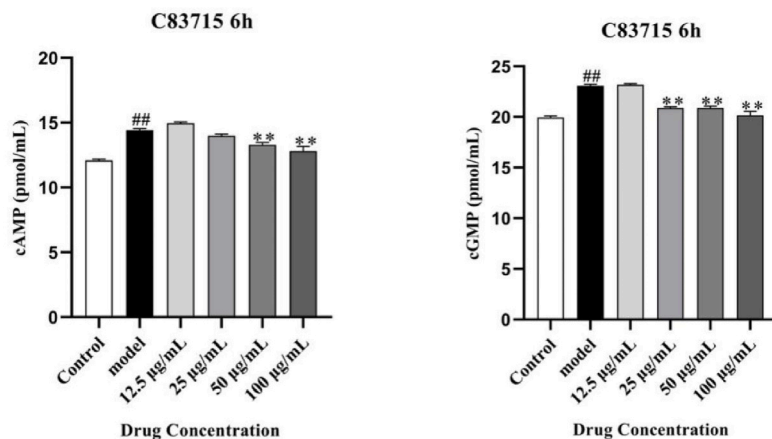 C83715 6h
cAMP (pmol/mL)
20
15
10
5
0
##
**
**
Control
model
12.5 µg/mL
25 µg/mL
50 µg/mL
100 µg/mL
Drug Concentration
C83715 6h
cGMP (pmol/mL)
25
20
15
10
5
0
##
**
**
**
Control
model
12.5 µg/mL
25 µg/mL
50 µg/mL
100 µg/mL
Drug Concentration